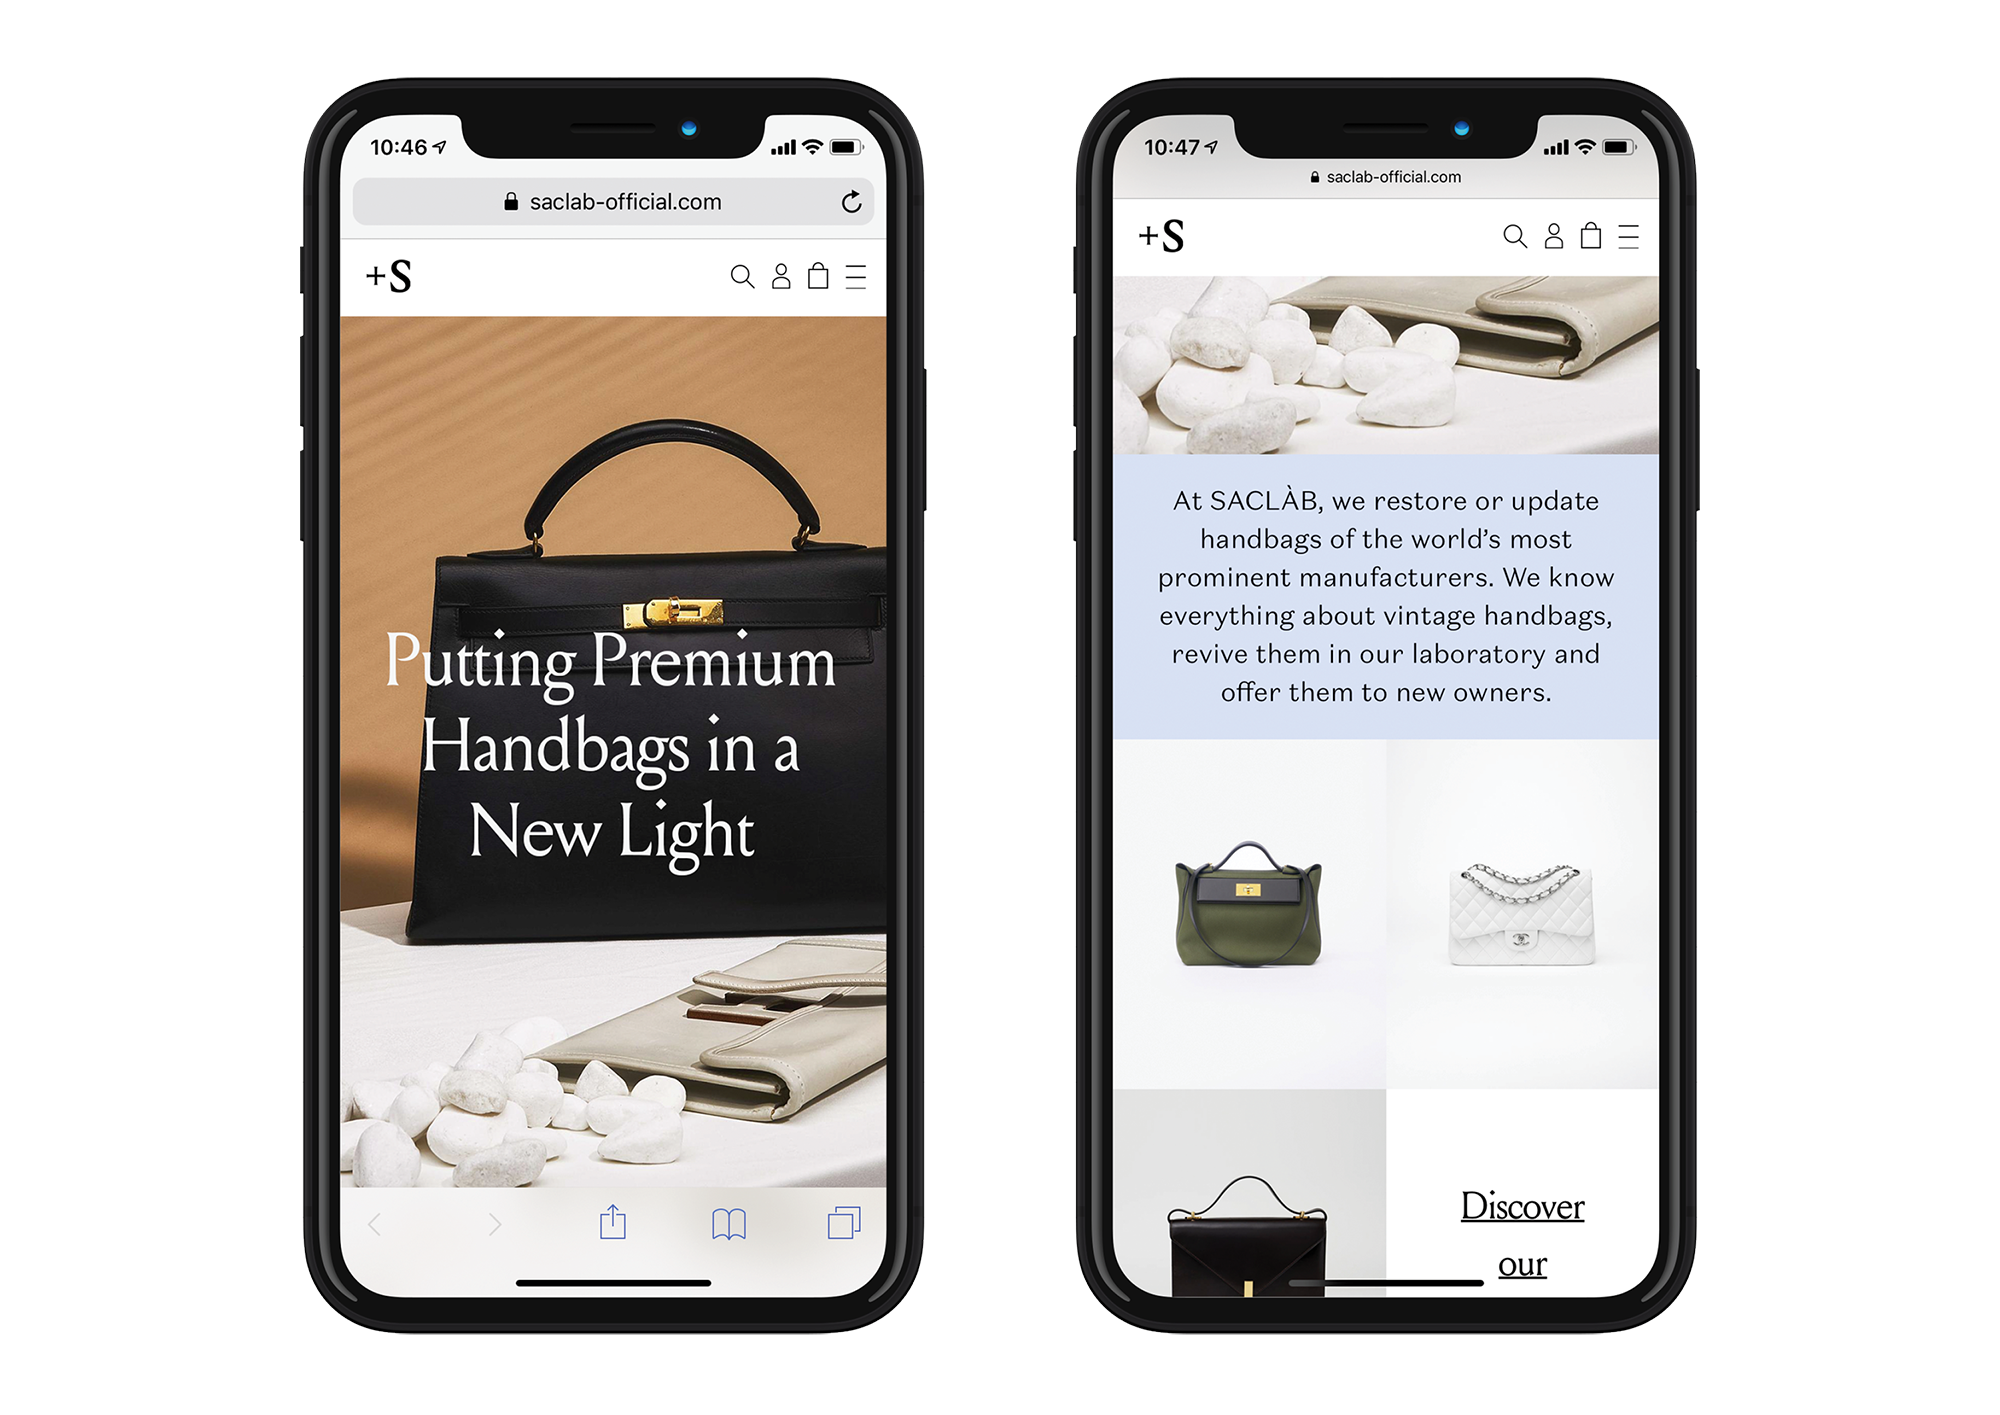 10:46
saclab-official.com
+S
Putting Premium
Handbags in a
New Light
10:47
saclab-official.com
+S
At SACLÀB, we restore or update
handbags of the world’s most
prominent manufacturers. We know
everything about vintage handbags,
revive them in our laboratory and
offer them to new owners.
Discover
our